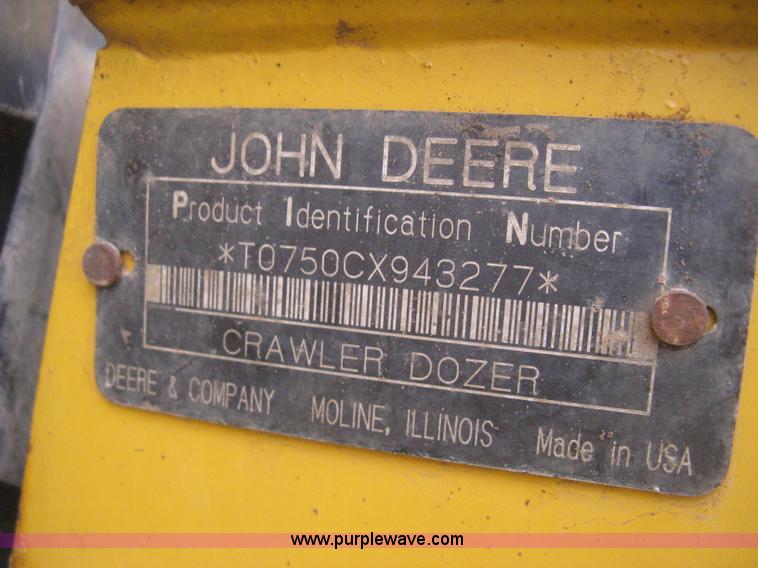 JOHN DEERE
Product Identification Number
*T0750CX943277*
CRAWLER DOZER
DEERE & COMPANY MOLINE, ILLINOIS Made in USA
www.purplewave.com